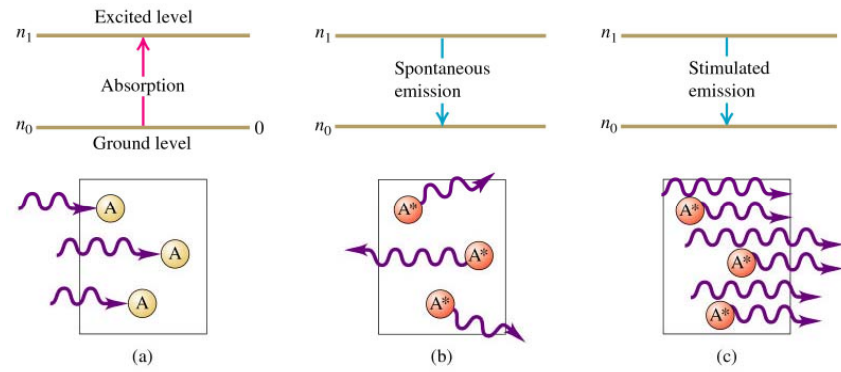 Excited level
n₁
Absorption
n₀
0
Ground level
A
A
A
(a)
n₁
Spontaneous
emission
n₀
A*
A*
A*
(b)
n₁
Stimulated
emission
n₀
A*
A*
A*
(c)